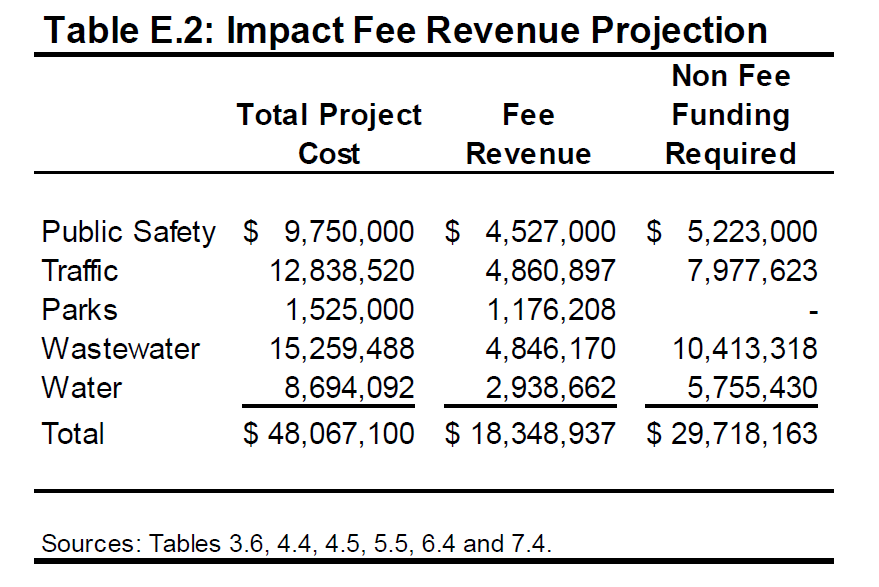 Table E.2: Impact Fee Revenue Projection
Non Fee
Total Project Fee Funding
Cost Revenue Required
Public Safety $ 9,750,000 $ 4,527,000 $ 5,223,000
Traffic 12,838,520 4,860,897 7,977,623
Parks 1,525,000 1,176,208 -
Wastewater 15,259,488 4,846,170 10,413,318
Water 8,694,092 2,938,662 5,755,430
Total $ 48,067,100 $ 18,348,937 $ 29,718,163
Sources: Tables 3.6, 4.4, 4.5, 5.5, 6.4 and 7.4.